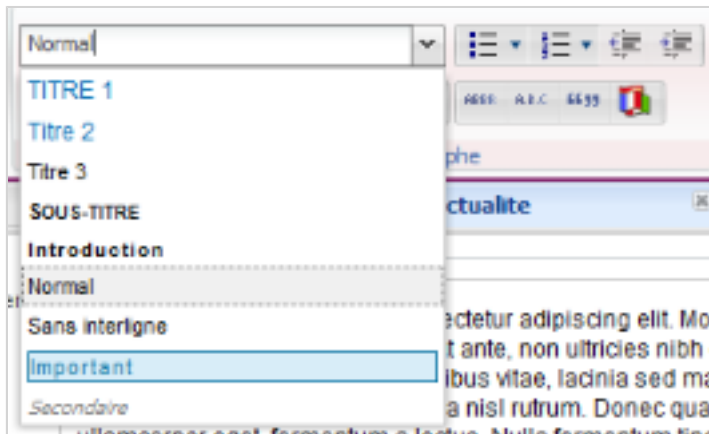 Normal
TITRE 1
Titre 2
Titre 3
SOUS-TITRE
Introduction
Normal
Sans interligne
Important
Secondaire
A.B.C. 66 99
phe
ctualite
ectetur adipiscing elit. Mo
t ante, non ultricies nibh
ibus vitae, lacinia sed ma
a nisl rutrum. Donec qua